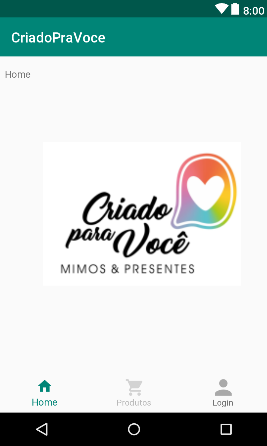 8:00
CriadoPraVoce
Home
Criado
para Você
MIMOS & PRESENTES
Home
Produtos
Login